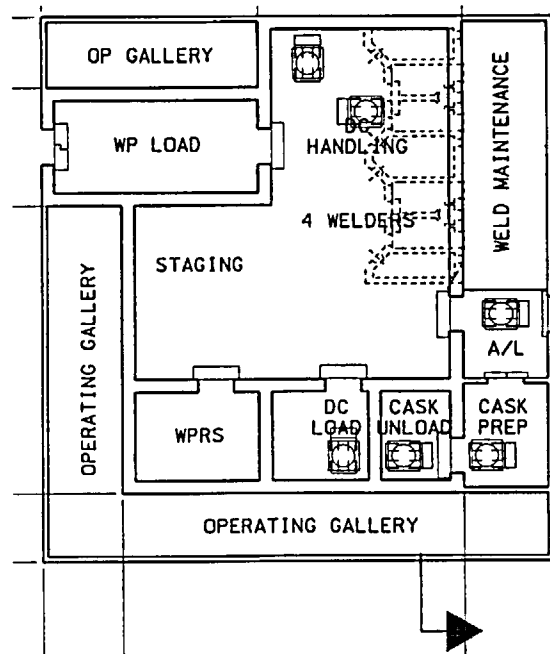 OP GALLERY
WP LOAD
DC
HANDLING
4 WELDERS
WELD MAINTENANCE
STAGING
OPERATING GALLERY
A/L
WPRS
DC
LOAD
CASK
UNLOAD
CASK
PREP
OPERATING GALLERY